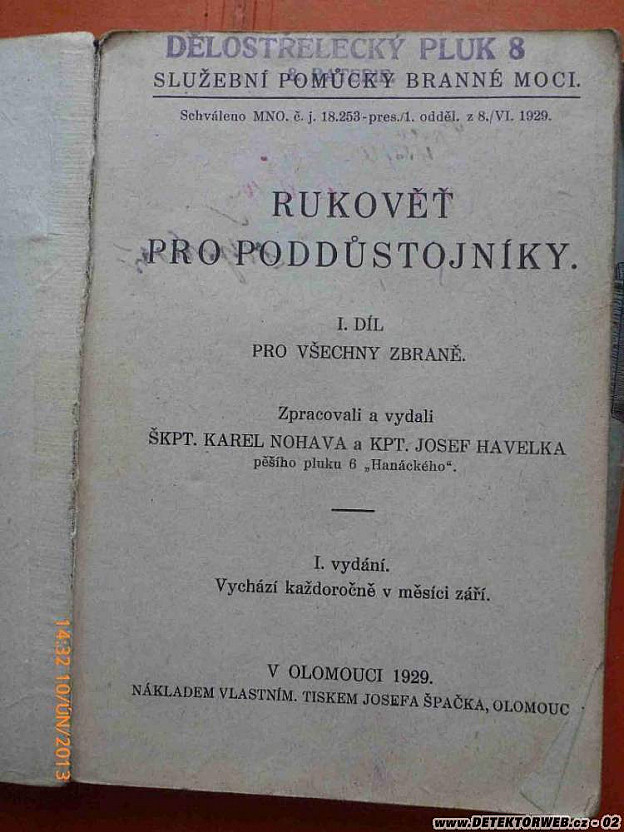 DĚLOSTŘELECKÝ PLUK 8
SLUŽEBNÍ POMŮCKY BRANNÉ MOCI.
Schváleno MNO. č. j. 18.253-pres./1. odděl. z 8./VI. 1929.
RUKOVĚŤ
PRO PODDŮSTOJNÍKY.
I. DÍL
PRO VŠECHNY ZBRANĚ.
Zpracovali a vydali
ŠKPT. KAREL NOHAVA a KPT. JOSEF HAVELKA
pěšího pluku 6 „Hanáckého“.
I. vydání.
Vychází každoročně v měsíci září.
V OLOMOUCI 1929.
NÁKLADEM VLASTNÍM. TISKEM JOSEFA ŠPAČKA, OLOMOUC
14:32 10/ÚN/2013
www.DETEKTORWEB.cz - 02